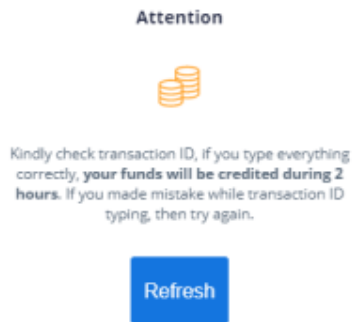 Attention
Kindly check transaction ID, if you type everything
correctly, your funds will be credited during 2
hours. If you made mistake while transaction ID
typing, then try again.
Refresh